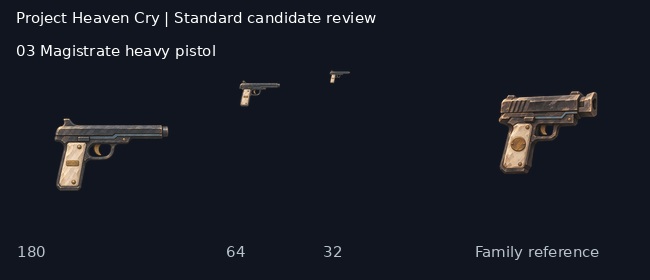 Project Heaven Cry | Standard candidate review
03 Magistrate heavy pistol
180
64
32
Family reference